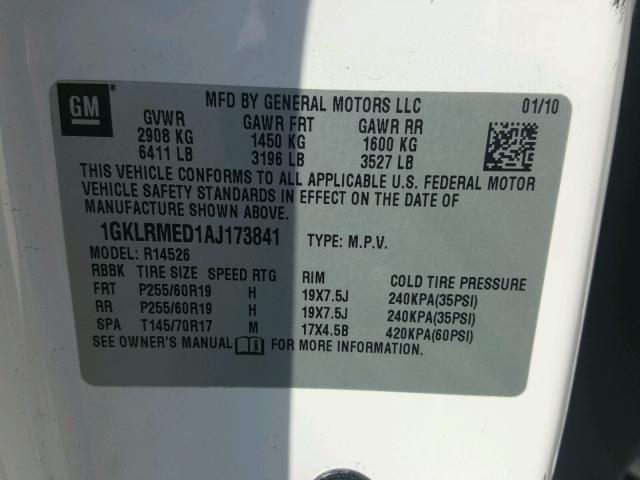 GM
MFD BY GENERAL MOTORS LLC 01/10
GVWR GAWR FRT GAWR RR
2908 KG 1450 KG 1600 KG
6411 LB 3196 LB 3527 LB
THIS VEHICLE CONFORMS TO ALL APPLICABLE U.S. FEDERAL MOTOR
VEHICLE SAFETY STANDARDS IN EFFECT ON THE DATE OF
MANUFACTURE SHOWN ABOVE.
1GKLRMED1AJ173841 TYPE: M.P.V.
MODEL: R14526
RBBK TIRE SIZE SPEED RTG RIM COLD TIRE PRESSURE
FRT P255/60R19 H 19X7.5J 240KPA(35PSI)
RR P255/60R19 H 19X7.5J 240KPA(35PSI)
SPA T145/70R17 M 17X4.5B 420KPA(60PSI)
SEE OWNER'S MANUAL FOR MORE INFORMATION.